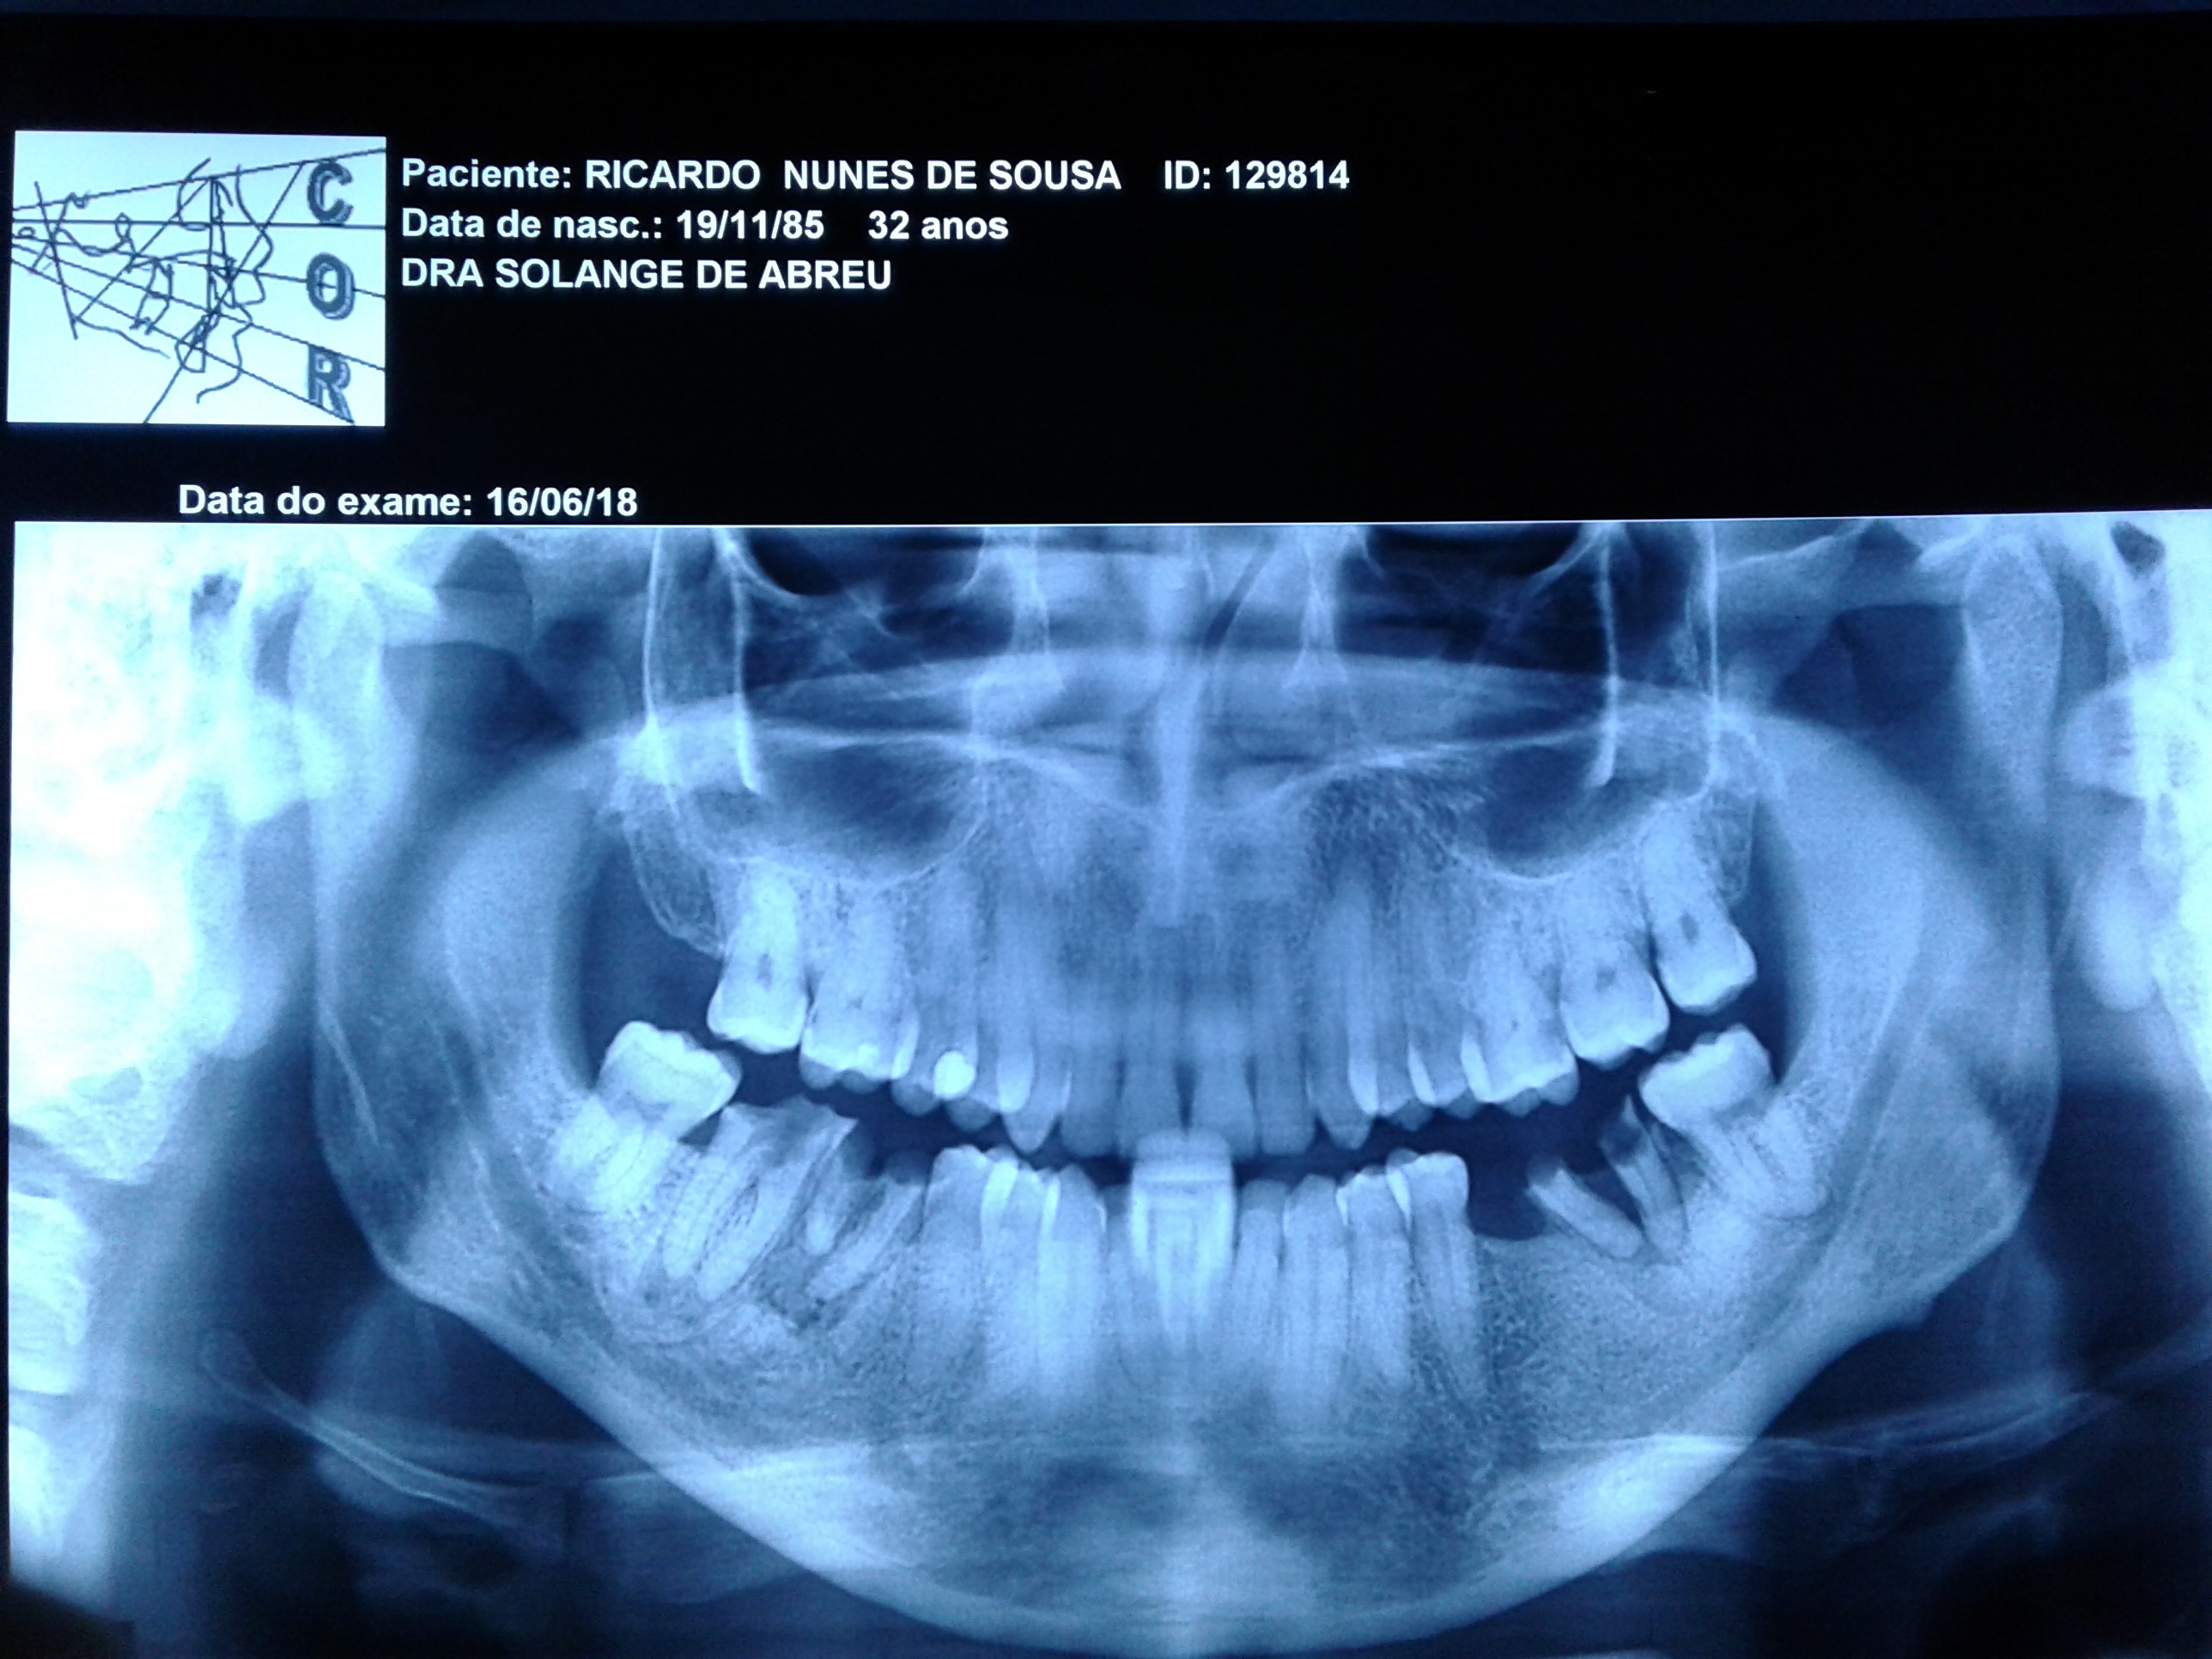 C
O
R
Paciente: RICARDO NUNES DE SOUSA ID: 129814
Data de nasc.: 19/11/85 32 anos
DRA SOLANGE DE ABREU
Data do exame: 16/06/18